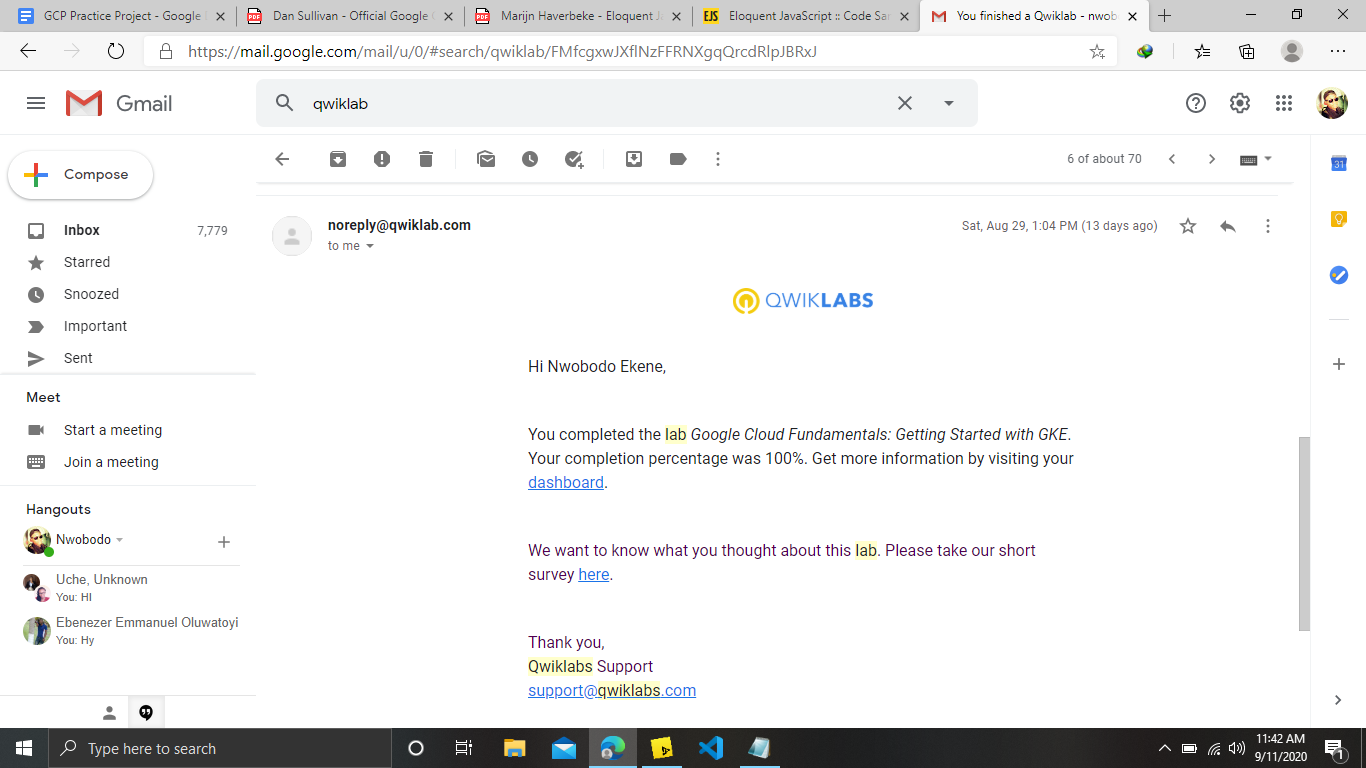 GCP Practice Project - Google
Dan Sullivan - Official Google
Marijn Haverbeke - Eloquent Ja
EJS Eloquent JavaScript :: Code San
You finished a Qwiklab - nwob
https://mail.google.com/mail/u/0/#search/qwiklab/FMfcgxwJXflNzFFRNXgqQrcdRlpJBRxJ
Gmail
qwiklab
Compose
6 of about 70
31
Inbox 7,779
Starred
Snoozed
Important
Sent
Meet
Start a meeting
Join a meeting
Hangouts
Nwobodo
Uche, Unknown
You: HI
Ebenezer Emmanuel Oluwatoyi
You: Hy
noreply@qwiklab.com
Sat, Aug 29, 1:04 PM (13 days ago)
to me
QWIKLABS
Hi Nwobodo Ekene,
You completed the lab Google Cloud Fundamentals: Getting Started with GKE.
Your completion percentage was 100%. Get more information by visiting your
dashboard.
We want to know what you thought about this lab. Please take our short
survey here.
Thank you,
Qwiklabs Support
support@qwiklabs.com
Type here to search
11:42 AM
9/11/2020
1